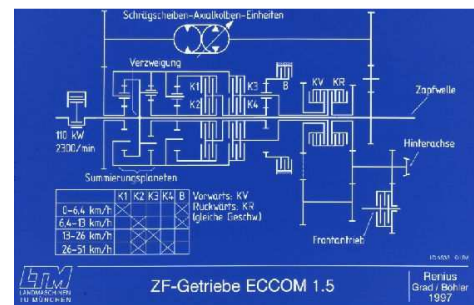 Schrägscheiben-Axialkolben-Einheiten
Verzweigung
K1
K2
K3
K4
B
KV
KR
Zapfwelle
110 kW
2300/min
Hinterachse
Summierungsplaneten
K1 K2 K3 K4 B
Vorwärts: KV
Rückwärts: KR
(gleiche Geschw.)
0-6,4 km/h
6,4-13 km/h
13-26 km/h
26-51 km/h
Frontantrieb
LTM
LANDMASCHINEN
TU MÜNCHEN
ZF-Getriebe ECCOM 1.5
Renius
Grad / Böhler
1997